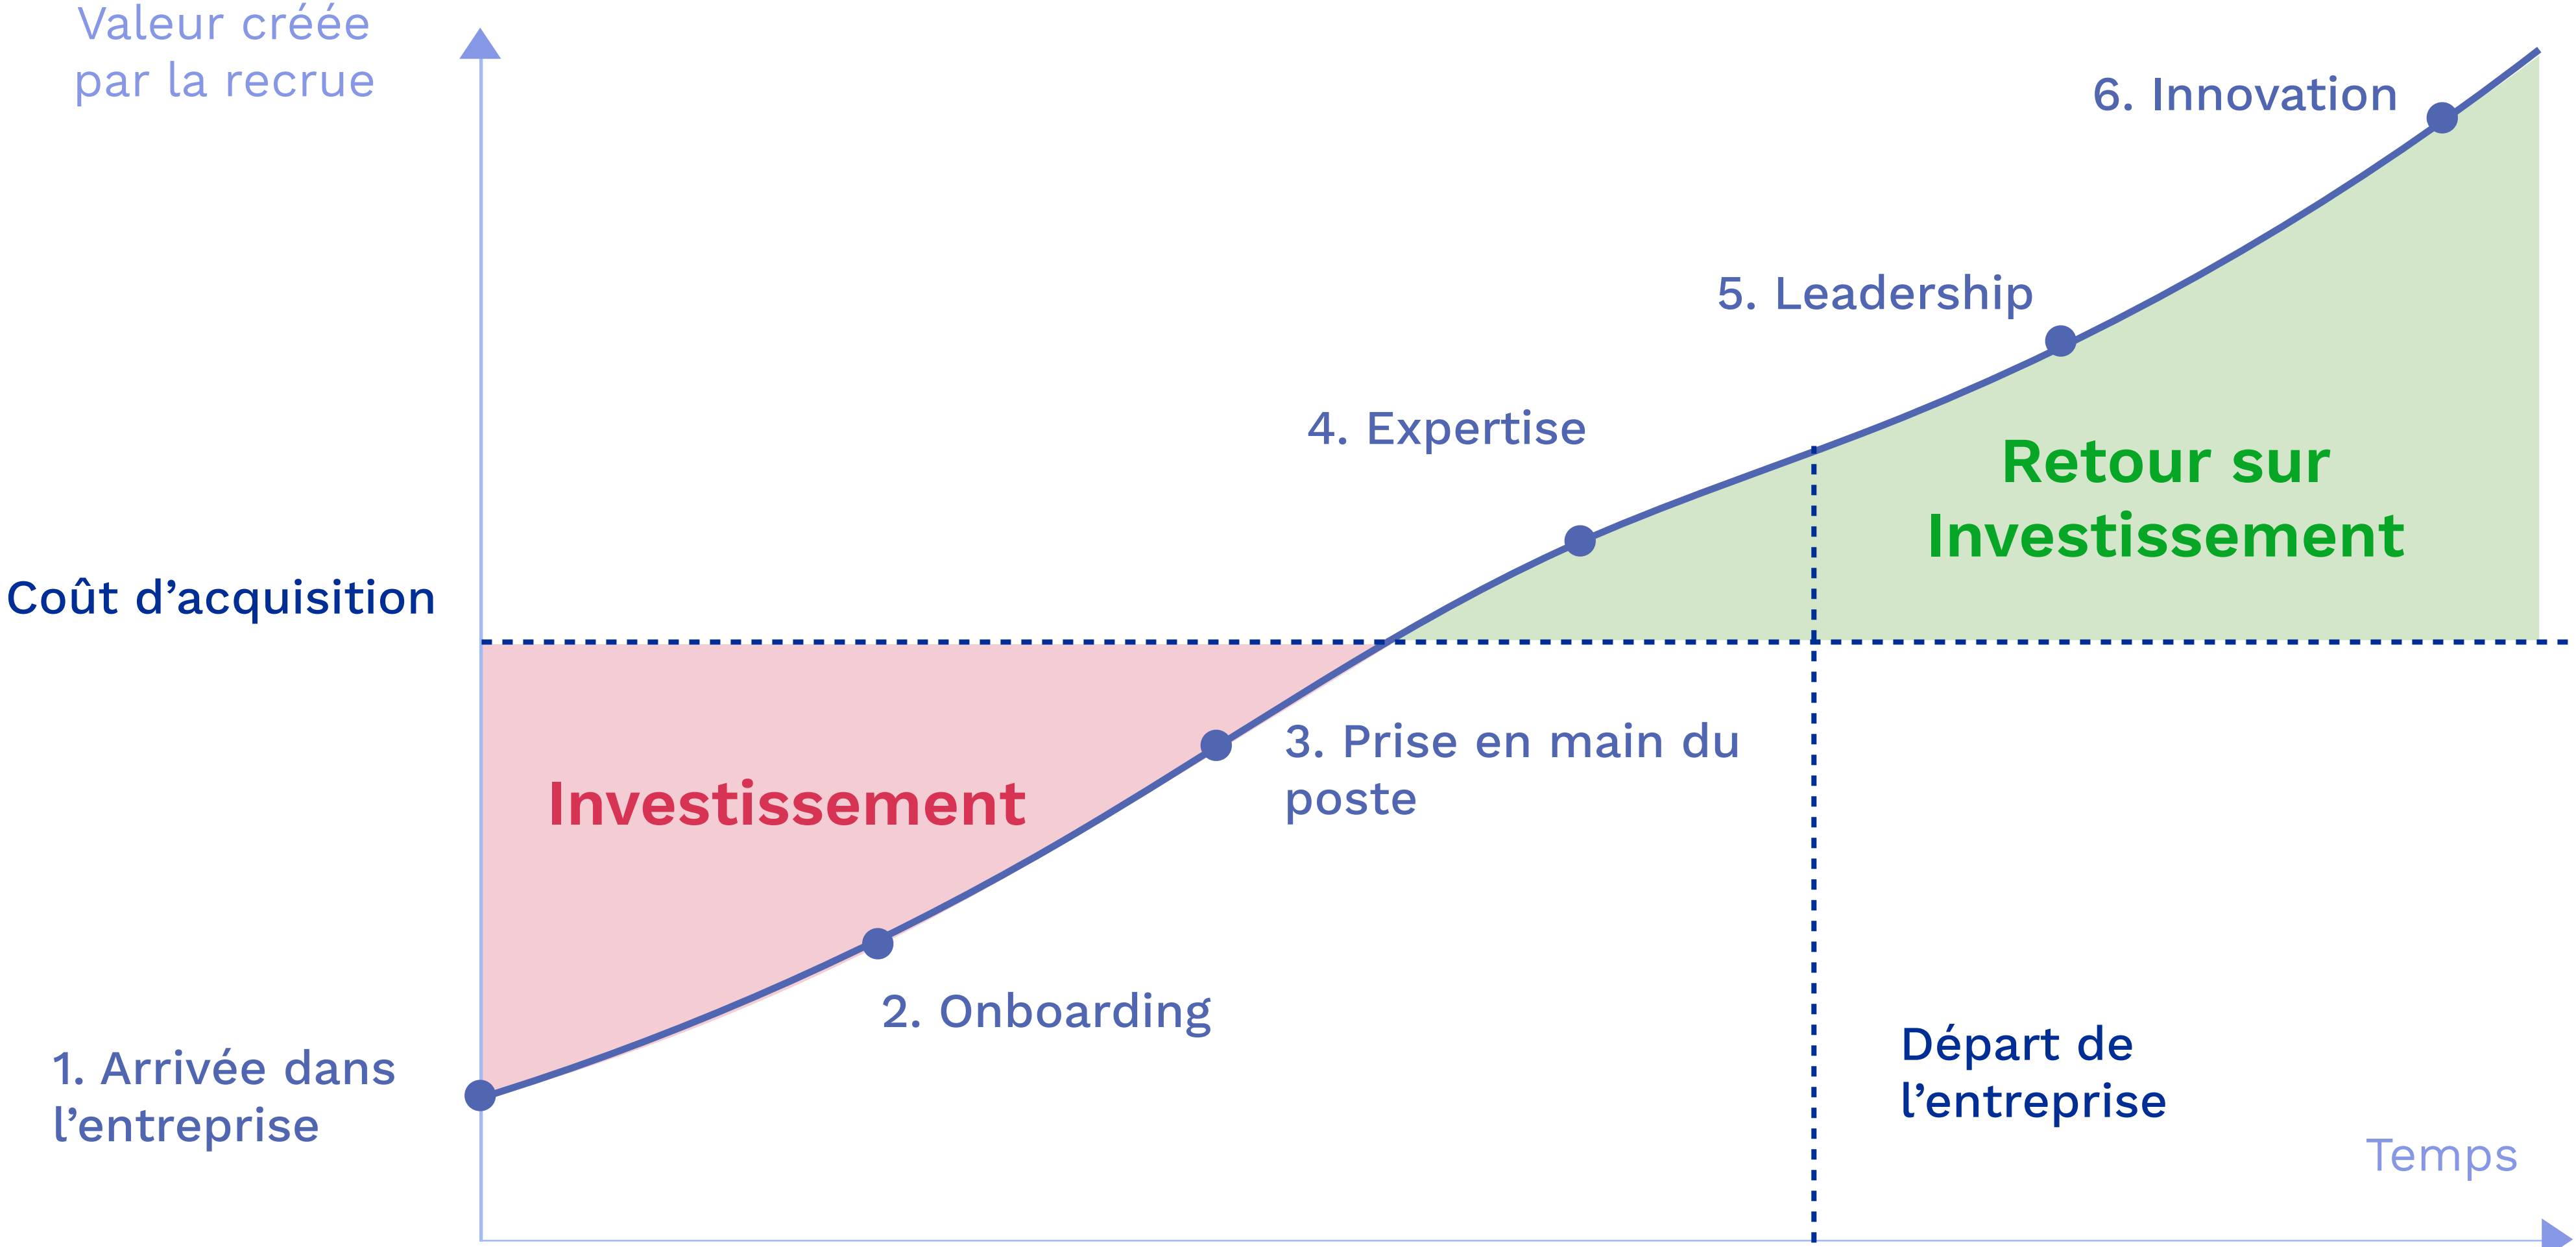 Valeur créée
par la recrue
6. Innovation
5. Leadership
4. Expertise
Retour sur
Investissement
Coût d’acquisition
3. Prise en main du
poste
Investissement
2. Onboarding
1. Arrivée dans
l’entreprise
Départ de
l’entreprise
Temps